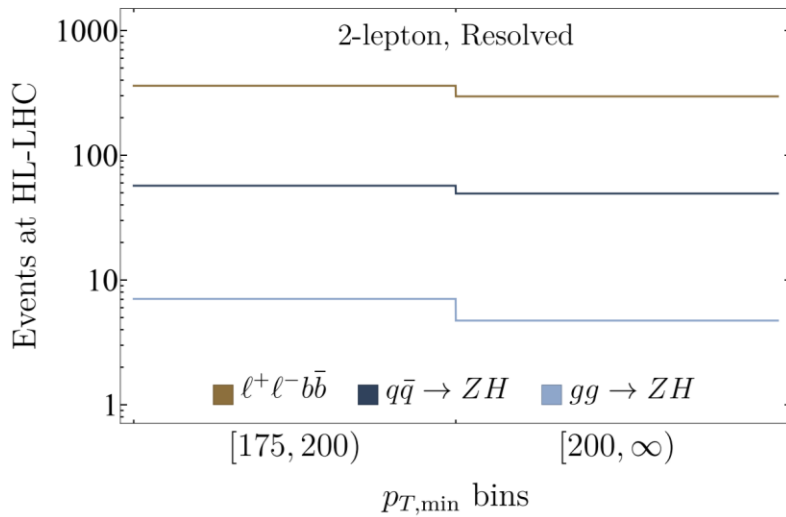 2-lepton, Resolved
Events at HL-LHC
1000
100
10
1
ℓ⁺ℓ⁻bb̄
qq̄ → ZH
gg → ZH
[175, 200)
[200, ∞)
p_{T,min} bins